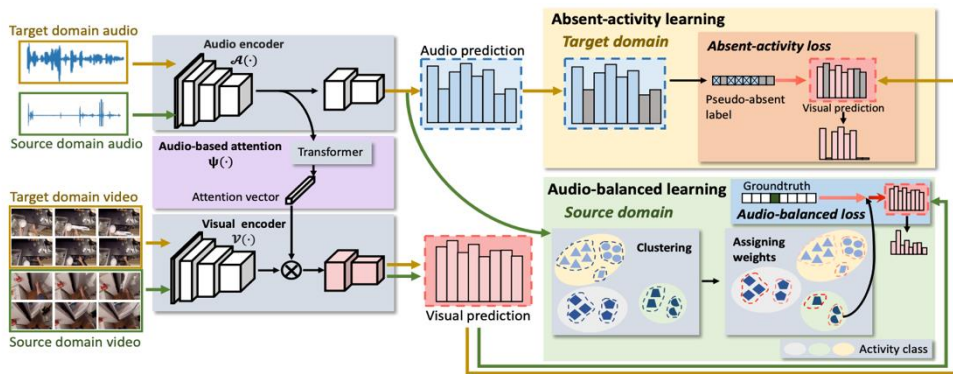 Target domain audio
Source domain audio
Target domain video
Source domain video
Audio encoder
𝒜(·)
Audio-based attention
Ψ(·)
Transformer
Attention vector
Visual encoder
𝒱(·)
Audio prediction
Visual prediction
Absent-activity learning
Target domain
Absent-activity loss
Pseudo-absent
label
Visual prediction
Audio-balanced learning
Source domain
Groundtruth
Audio-balanced loss
Clustering
Assigning
weights
Activity class